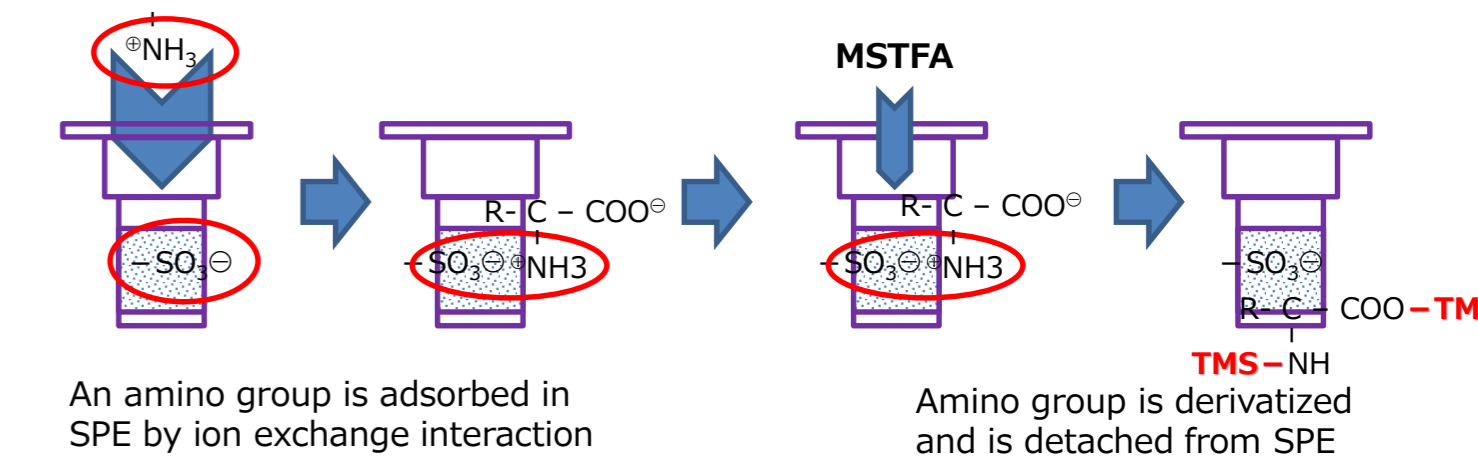 ⊕NH₃
MSTFA
R- C – COO⊖
R- C – COO⊖
–SO₃⊖
–SO₃⊖ ⊕NH3
–SO₃⊖ ⊕NH3
–SO₃⊖
R- C – COO–TM
TMS–NH
An amino group is adsorbed in
SPE by ion exchange interaction
Amino group is derivatized
and is detached from SPE